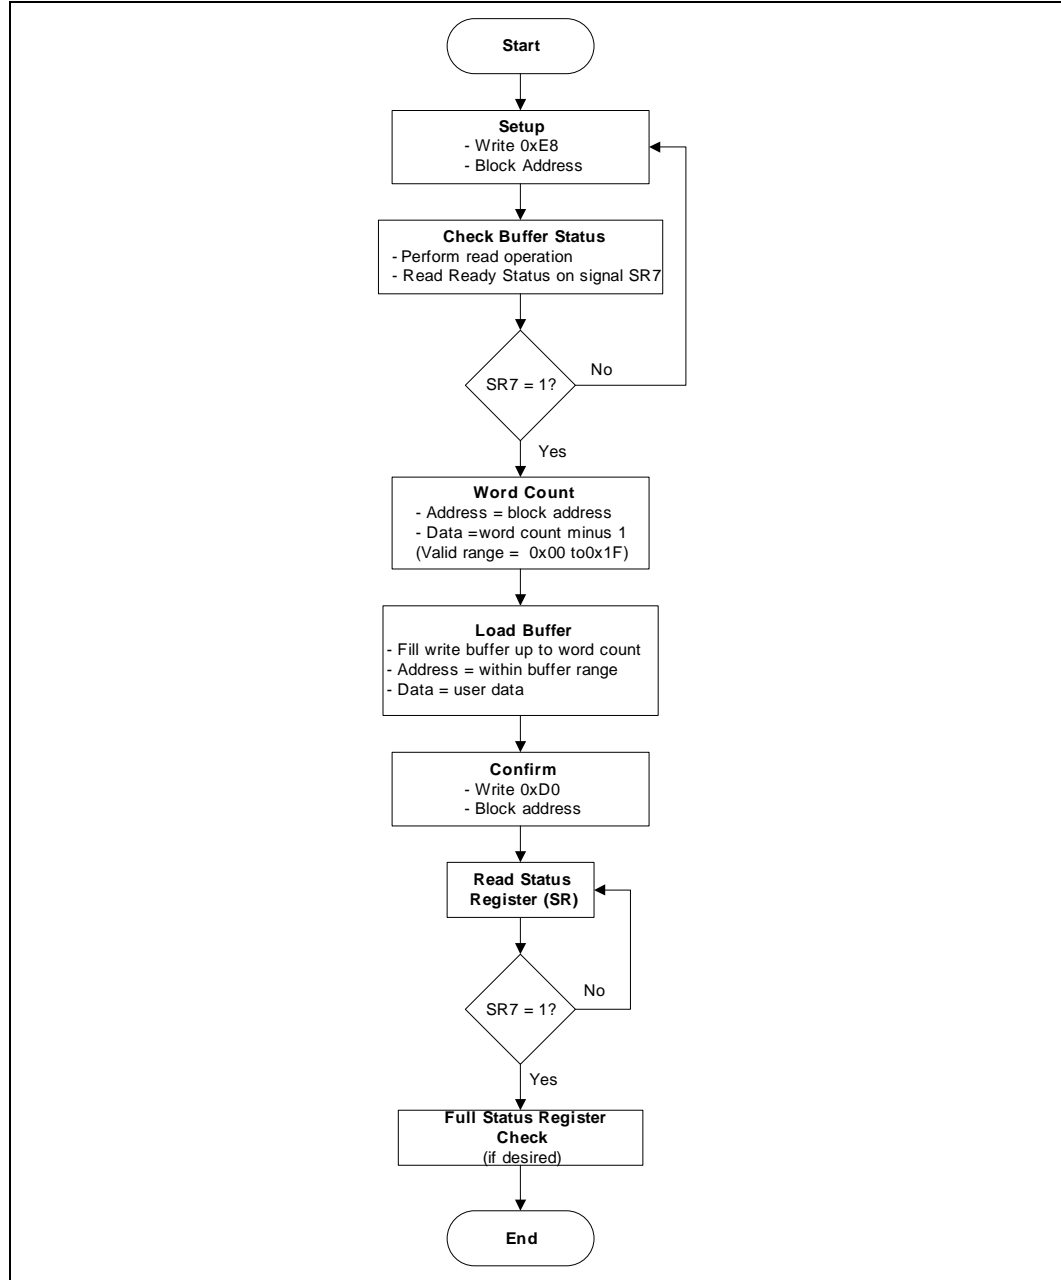 Start
Setup
- Write 0xE8
- Block Address
Check Buffer Status
- Perform read operation
- Read Ready Status on signal SR7
SR7 = 1?
No
Yes
Word Count
- Address = block address
- Data =word count minus 1
(Valid range = 0x00 to0x1F)
Load Buffer
- Fill write buffer up to word count
- Address = within buffer range
- Data = user data
Confirm
- Write 0xD0
- Block address
Read Status
Register (SR)
SR7 = 1?
No
Yes
Full Status Register
Check
(if desired)
End